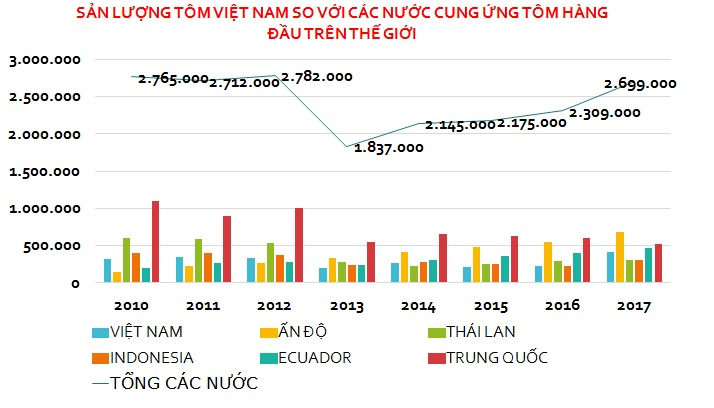 SẢN LƯỢNG TÔM VIỆT NAM SO VỚI CÁC NƯỚC CUNG ỨNG TÔM HÀNG
ĐẦU TRÊN THẾ GIỚI
3.000.000
2.500.000
2.000.000
1.500.000
1.000.000
500.000
0
2.765.000
2.712.000
2.782.000
1.837.000
2.145.000
2.175.000
2.309.000
2.699.000
2010 2011 2012 2013 2014 2015 2016 2017
VIỆT NAM ẤN ĐỘ THÁI LAN
INDONESIA ECUADOR TRUNG QUỐC
TỔNG CÁC NƯỚC